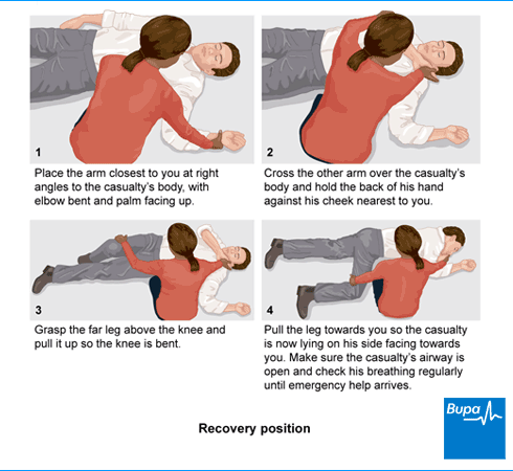 1
Place the arm closest to you at right
angles to the casualty's body, with
elbow bent and palm facing up.
2
Cross the other arm over the casualty's
body and hold the back of his hand
against his cheek nearest to you.
3
Grasp the far leg above the knee and
pull it up so the knee is bent.
4
Pull the leg towards you so the casualty
is now lying on his side facing towards
you. Make sure the casualty's airway is
open and check his breathing regularly
until emergency help arrives.
Recovery position
Bupa